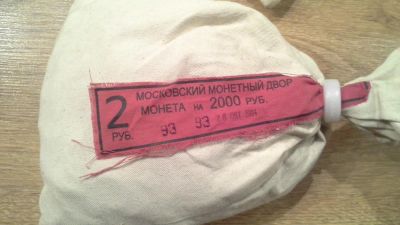 МОСКОВСКИЙ МОНЕТНЫЙ ДВОР
2 МОНЕТА НА 2000 РУБ.
РУБ. 93 93